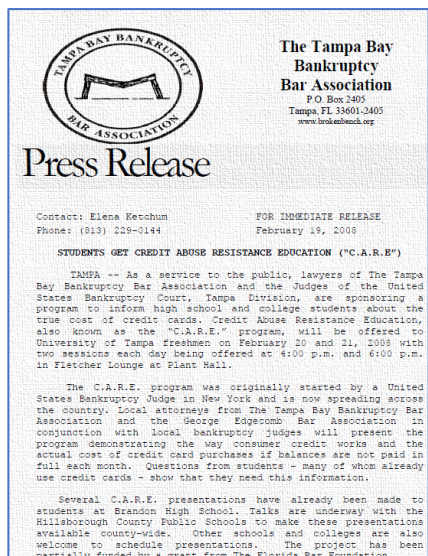 TAMPA BAY BANKRUPTCY
BAR ASSOCIATION
The Tampa Bay
Bankruptcy
Bar Association
P.O. Box 2405
Tampa, FL 33601-2405
www.brokenbench.org
Press Release
Contact: Elena Ketchum FOR IMMEDIATE RELEASE
Phone: (813) 229-0144 February 19, 2008
STUDENTS GET CREDIT ABUSE RESISTANCE EDUCATION ("C.A.R.E")
TAMPA -- As a service to the public, lawyers of The Tampa
Bay Bankruptcy Bar Association and the Judges of the United
States Bankruptcy Court, Tampa Division, are sponsoring a
program to inform high school and college students about the
true cost of credit cards. Credit Abuse Resistance Education,
also known as the "C.A.R.E." program, will be offered to
University of Tampa freshmen on February 20 and 21, 2008 with
two sessions each day being offered at 4:00 p.m. and 6:00 p.m.
in Fletcher Lounge at Plant Hall.
The C.A.R.E. program was originally started by a United
States Bankruptcy Judge in New York and is now spreading across
the country. Local attorneys from The Tampa Bay Bankruptcy Bar
Association and the George Edgecomb Bar Association in
conjunction with local bankruptcy judges will present the
program demonstrating the way consumer credit works and the
actual cost of credit card purchases if balances are not paid in
full each month. Questions from students - many of whom already
use credit cards - show that they need this information.
Several C.A.R.E. presentations have already been made to
students at Brandon High School. Talks are underway with the
Hillsborough County Public Schools to make these presentations
available county-wide. Other schools and colleges are also
welcome to schedule presentations. The project has been
partially funded by a grant from The Florida Bar Foundation.